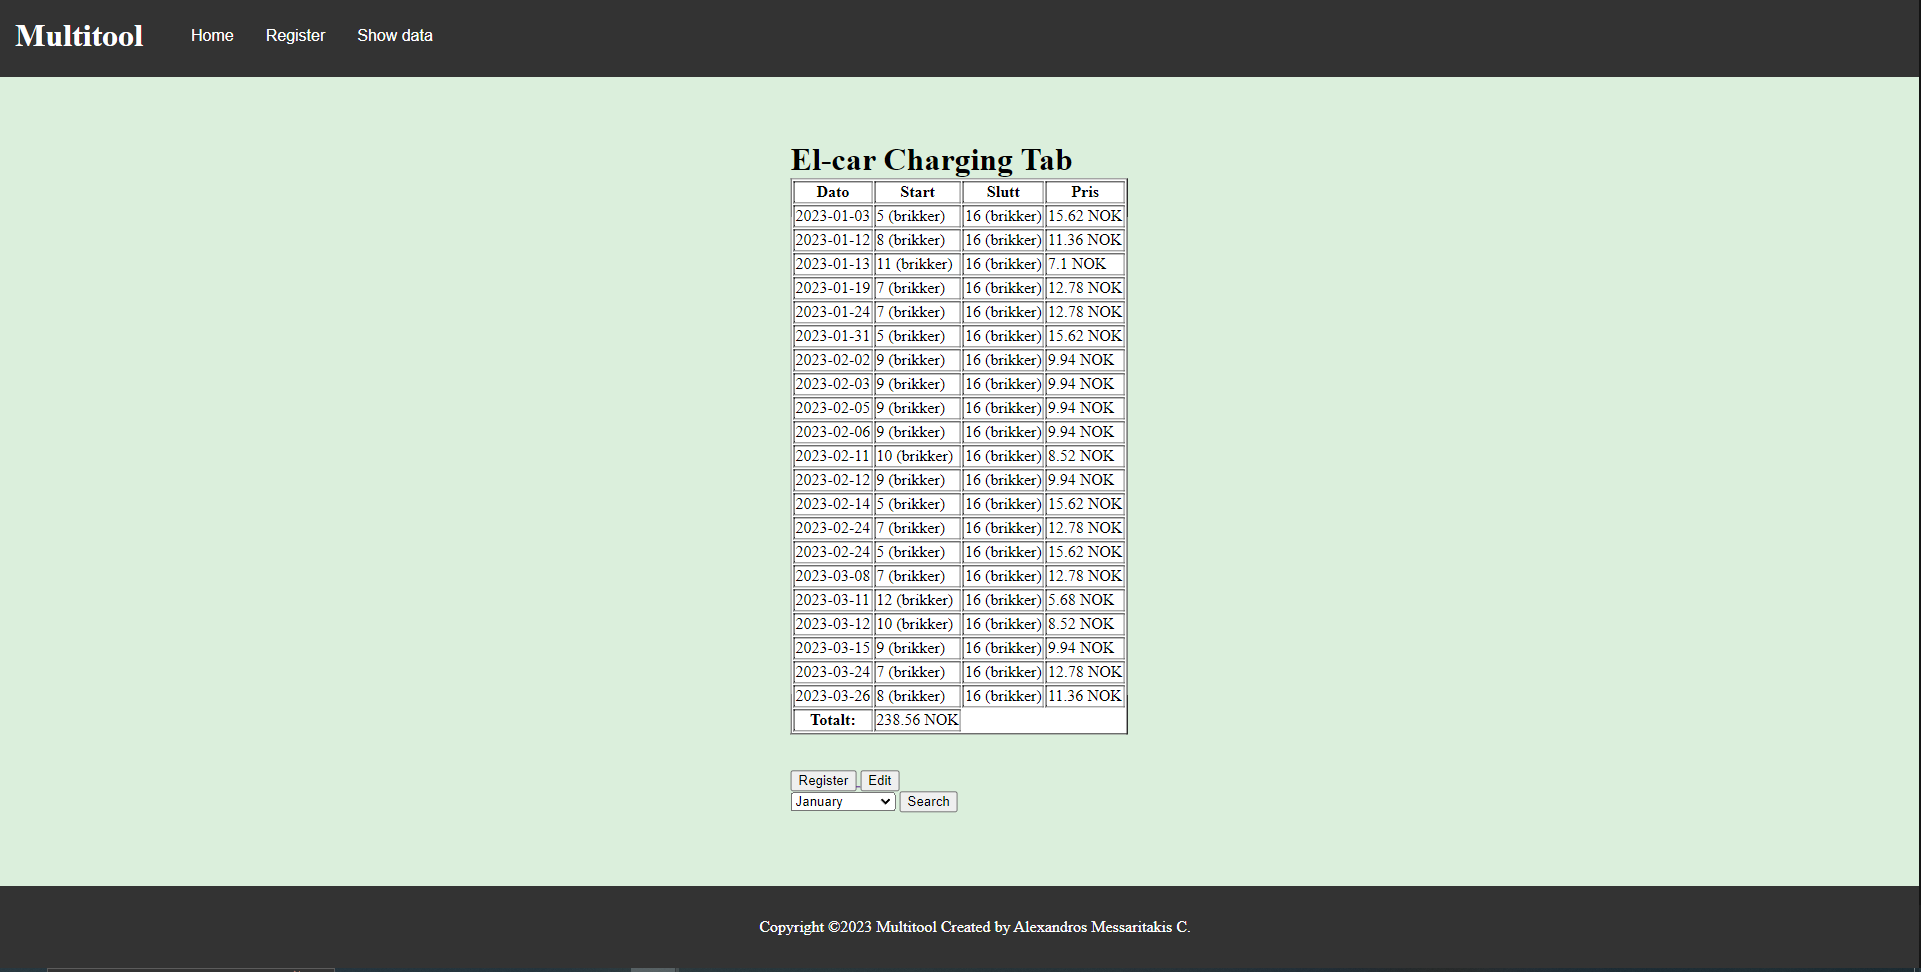 Multitool Home Register Show data
El-car Charging Tab
Dato Start Slutt Pris
2023-01-03 5 (brikker) 16 (brikker) 15.62 NOK
2023-01-12 8 (brikker) 16 (brikker) 11.36 NOK
2023-01-13 11 (brikker) 16 (brikker) 7.1 NOK
2023-01-19 7 (brikker) 16 (brikker) 12.78 NOK
2023-01-24 7 (brikker) 16 (brikker) 12.78 NOK
2023-01-31 5 (brikker) 16 (brikker) 15.62 NOK
2023-02-02 9 (brikker) 16 (brikker) 9.94 NOK
2023-02-03 9 (brikker) 16 (brikker) 9.94 NOK
2023-02-05 9 (brikker) 16 (brikker) 9.94 NOK
2023-02-06 9 (brikker) 16 (brikker) 9.94 NOK
2023-02-11 10 (brikker) 16 (brikker) 8.52 NOK
2023-02-12 9 (brikker) 16 (brikker) 9.94 NOK
2023-02-14 5 (brikker) 16 (brikker) 15.62 NOK
2023-02-24 7 (brikker) 16 (brikker) 12.78 NOK
2023-02-24 5 (brikker) 16 (brikker) 15.62 NOK
2023-03-08 7 (brikker) 16 (brikker) 12.78 NOK
2023-03-11 12 (brikker) 16 (brikker) 5.68 NOK
2023-03-12 10 (brikker) 16 (brikker) 8.52 NOK
2023-03-15 9 (brikker) 16 (brikker) 9.94 NOK
2023-03-24 7 (brikker) 16 (brikker) 12.78 NOK
2023-03-26 8 (brikker) 16 (brikker) 11.36 NOK
Totalt: 238.56 NOK
Register Edit
January Search
Copyright ©2023 Multitool Created by Alexandros Messaritakis C.